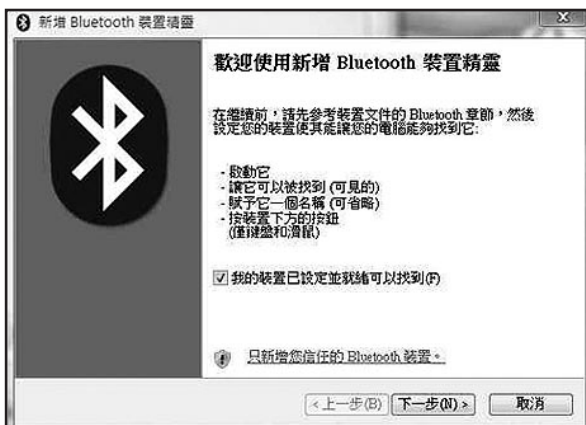 新增 Bluetooth 裝置精靈
歡迎使用新增 Bluetooth 裝置精靈
在繼續前，請先參考裝置文件的 Bluetooth 章節，然後
設定您的裝置使其能讓您的電腦能夠找到它:
- 啟動它
- 讓它可以被找到 (可見的)
- 賦予它一個名稱 (可省略)
- 按裝置下方的按鈕
(僅鍵盤和滑鼠)
我的裝置已設定並就緒可以找到(F)
只新增您信任的 Bluetooth 裝置。
<上一步(B) 下一步(N)> 取消